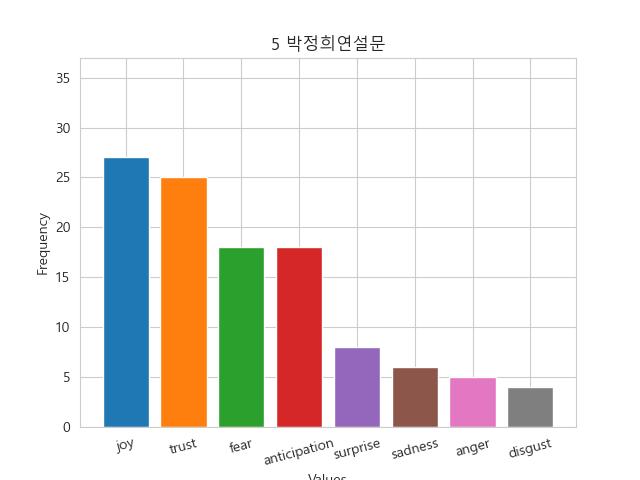 5 박정희연설문
Frequency
35
30
25
20
15
10
5
0
joy trust fear anticipation surprise sadness anger disgust
Values